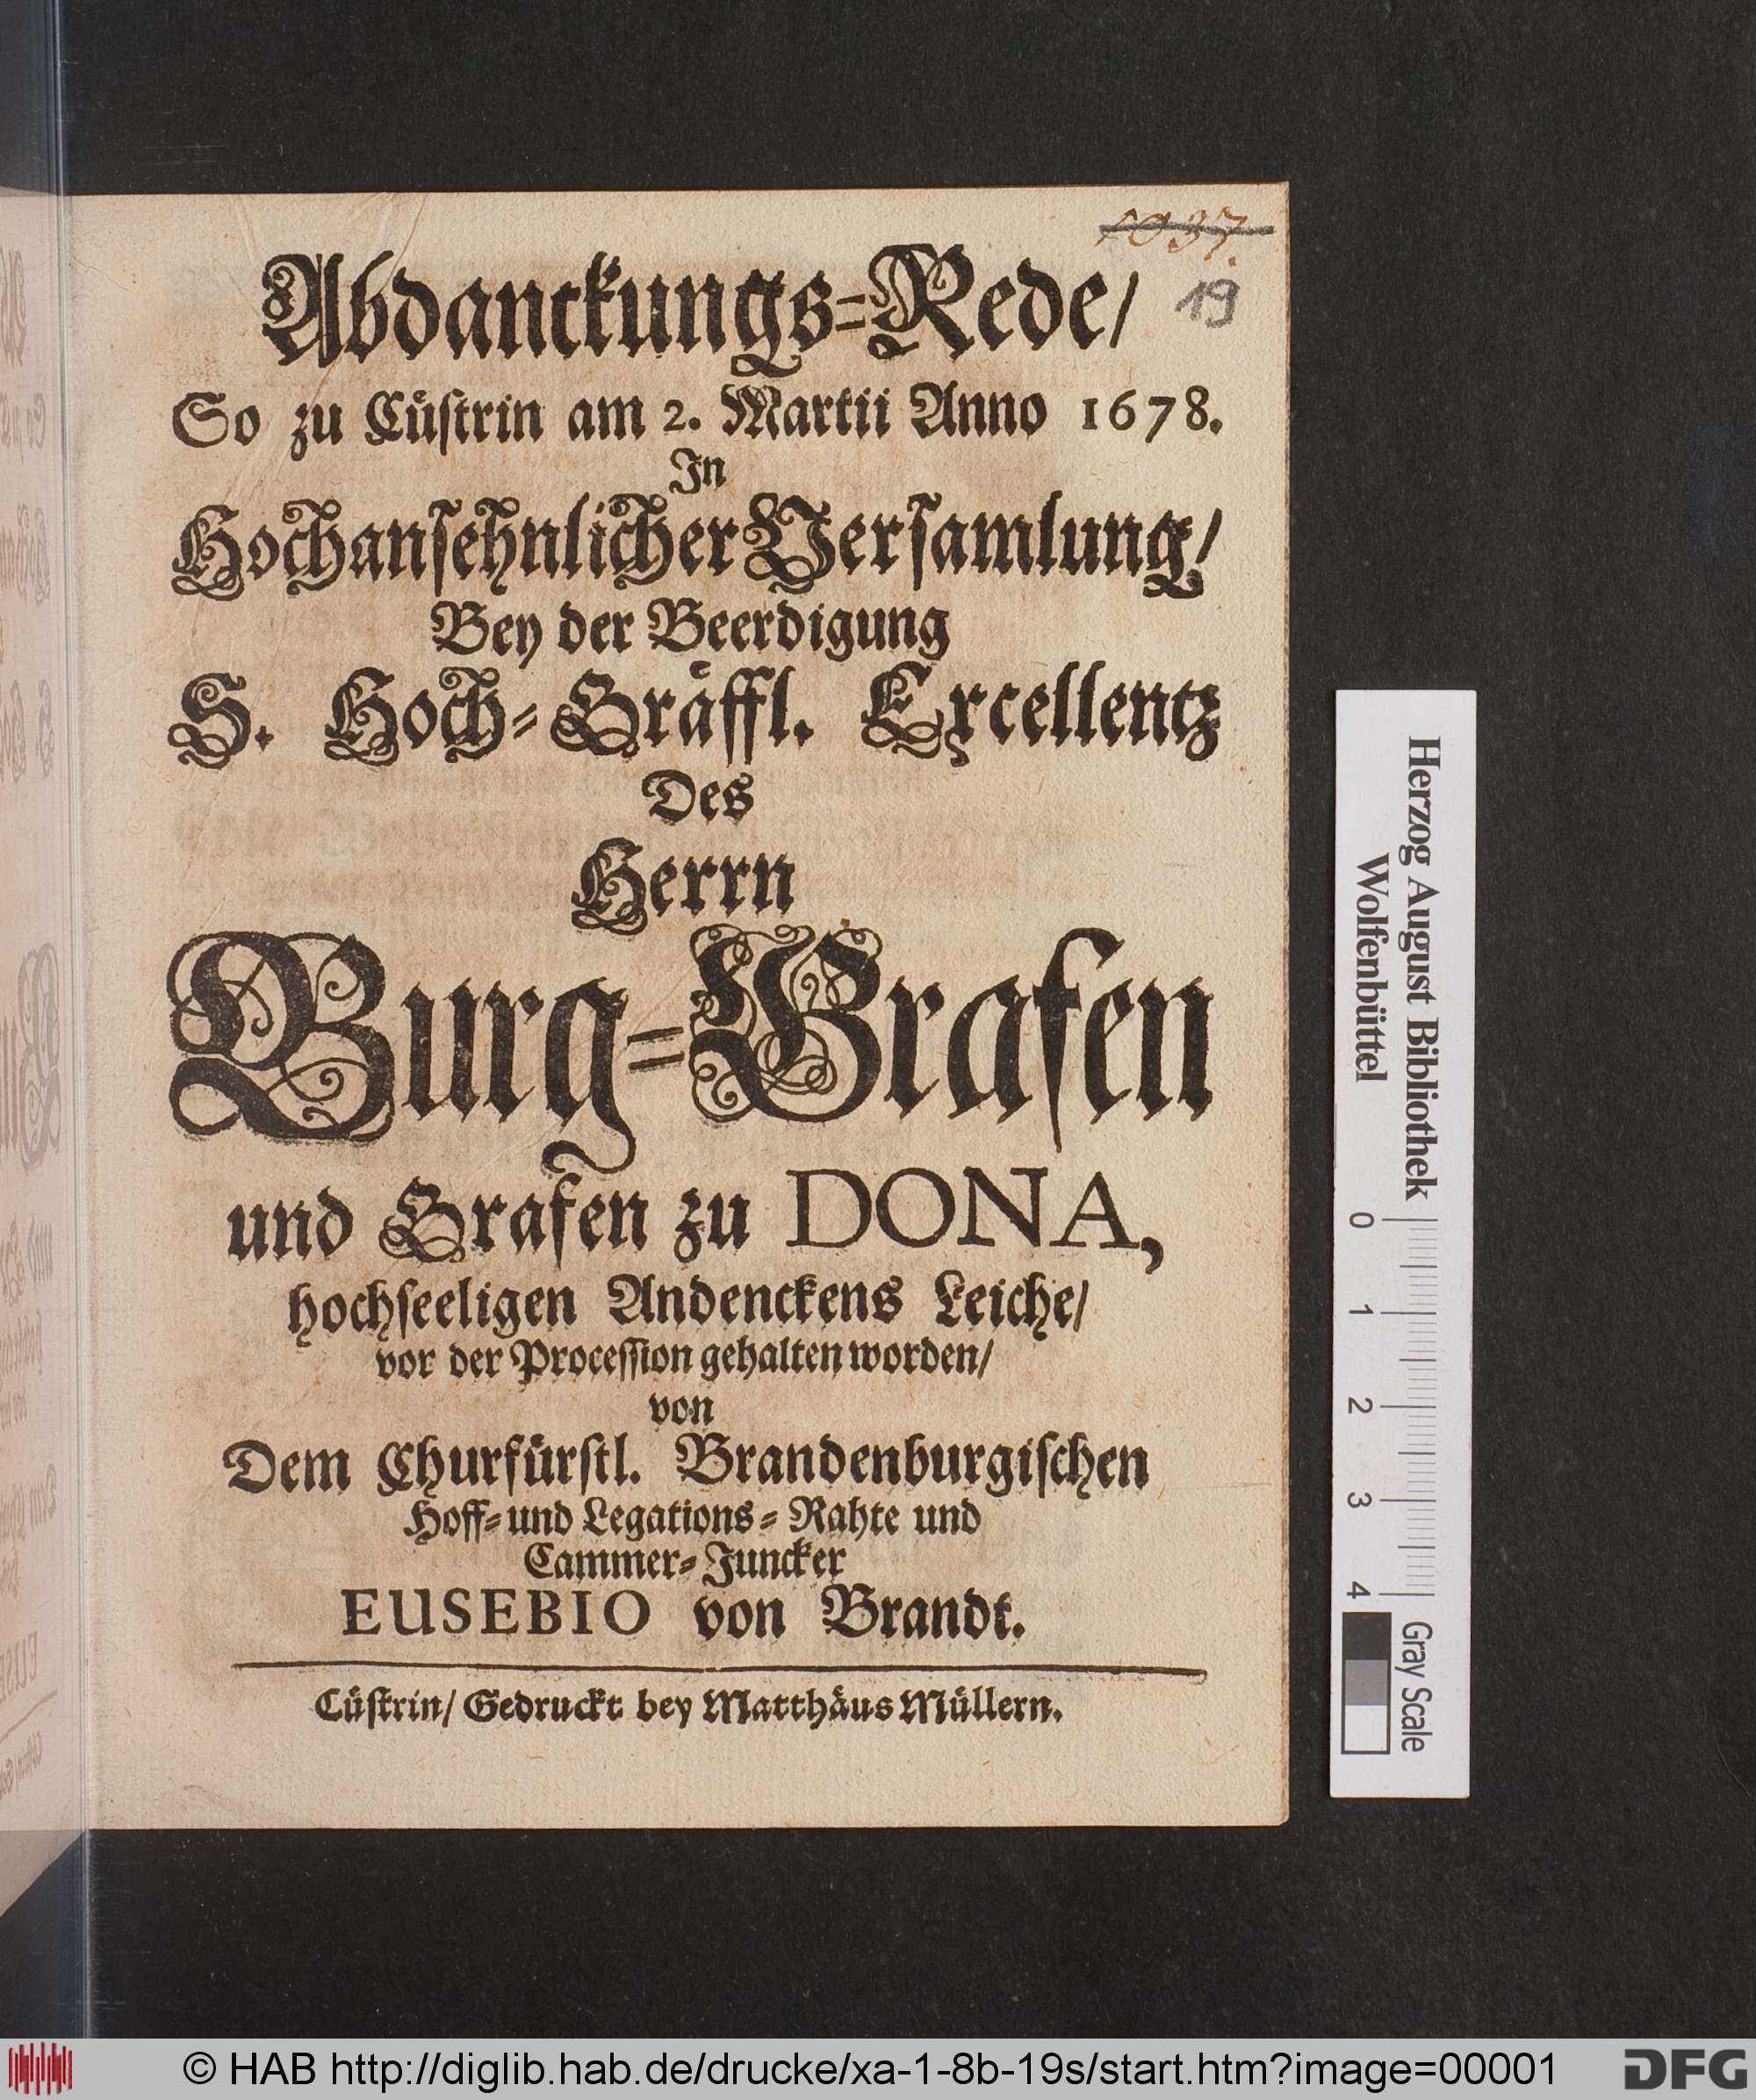 1037.
19
Abdanckungs-Rede/
So zu Cüſtrin am 2. Martii Anno 1678.
In
Hochanſehnlicher Verſamlung/
Bey der Beerdigung
S. Hoch-Gräffl. Excellentz
Des
Herrn
Burg-Grafen
und Grafen zu DONA,
hochſeeligen Andenckens Leiche/
vor der Proceſſion gehalten worden/
von
Dem Churfürſtl. Brandenburgiſchen
Hoff- und Legations-Rahte und
Cammer-Juncker
EUSEBIO von Brandt.
Cüſtrin/ Gedruckt bey Matthäus Müllern.
Herzog August Bibliothek
Wolfenbüttel
0 1 2 3 4
Gray Scale
© HAB http://diglib.hab.de/drucke/xa-1-8b-19s/start.htm?image=00001
DFG